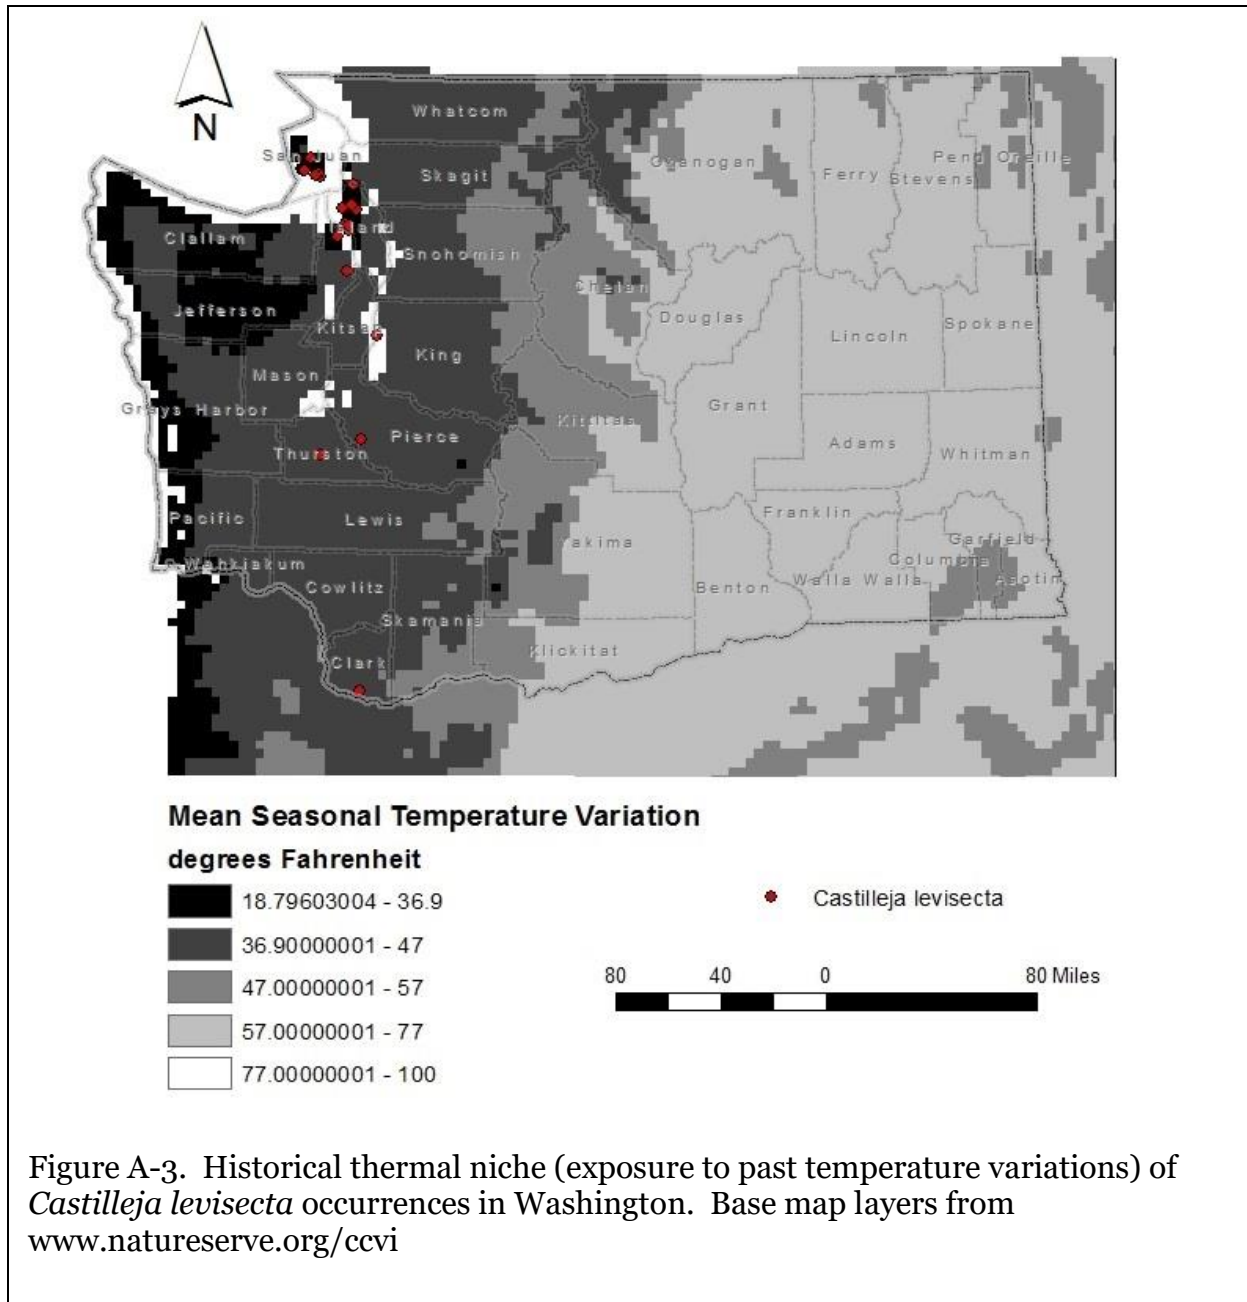 N
Whatcom
San Juan
Okanogan
Pend Oreille
Skagit
Ferry
Stevens
Island
Clallam
Snohomish
Chelan
Jefferson
Kitsap
Douglas
Lincoln
Spokane
King
Mason
Grays Harbor
Grant
Kittitas
Pierce
Adams
Thurston
Whitman
Pacific
Lewis
Franklin
Yakima
Garfield
Wahkiakum
Columbia
Cowlitz
Benton
Walla Walla
Asotin
Skamania
Klickitat
Clark
Mean Seasonal Temperature Variation
degrees Fahrenheit
18.79603004 - 36.9
36.90000001 - 47
47.00000001 - 57
57.00000001 - 77
77.00000001 - 100
Castilleja levisecta
80 40 0 80 Miles
Figure A-3. Historical thermal niche (exposure to past temperature variations) of
Castilleja levisecta occurrences in Washington. Base map layers from
www.natureserve.org/ccvi